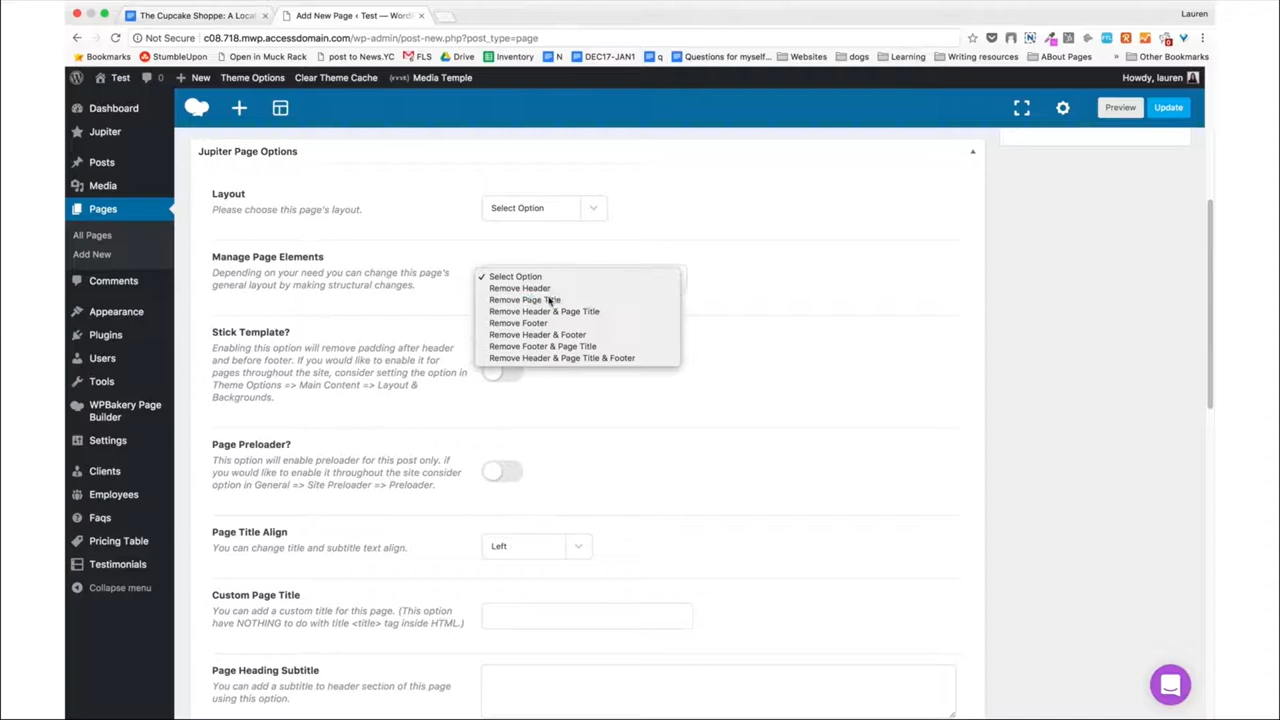 The Cupcake Shoppe: A Loca
Add New Page ‹ Test — WordP
Lauren
Not Secure
c08.718.mwp.accessdomain.com/wp-admin/post-new.php?post_type=page
Bookmarks
StumbleUpon
Open in Muck Rack
post to News.YC
FLS
Drive
Inventory
N
DEC17-JAN1
q
Questions for myself...
Websites
dogs
Learning
Writing resources
ABout Pages
»
Other Bookmarks
Test
0
New
Theme Options
Clear Theme Cache
(mt)
Media Temple
Howdy, lauren
Dashboard
Jupiter
Posts
Media
Pages
All Pages
Add New
Comments
Appearance
Plugins
Users
Tools
WPBakery Page
Builder
Settings
Clients
Employees
Faqs
Pricing Table
Testimonials
Collapse menu
Preview
Update
Jupiter Page Options
Layout
Please choose this page's layout.
Select Option
Manage Page Elements
Depending on your need you can change this page's
general layout by making structural changes.
✓ Select Option
Remove Header
Remove Page Title
Remove Header & Page Title
Remove Footer
Remove Header & Footer
Remove Footer & Page Title
Remove Header & Page Title & Footer
Stick Template?
Enabling this option will remove padding after header
and before footer. If you would like to enable it for
pages throughout the site, consider setting the option in
Theme Options => Main Content => Layout &
Backgrounds.
Page Preloader?
This option will enable preloader for this post only. if
you would like to enable it throughout the site consider
option in General => Site Preloader => Preloader.
Page Title Align
You can change title and subtitle text align.
Left
Custom Page Title
You can add a custom title for this page. (This option
have NOTHING to do with title <title> tag inside HTML.)
Page Heading Subtitle
You can add a subtitle to header section of this page
using this option.